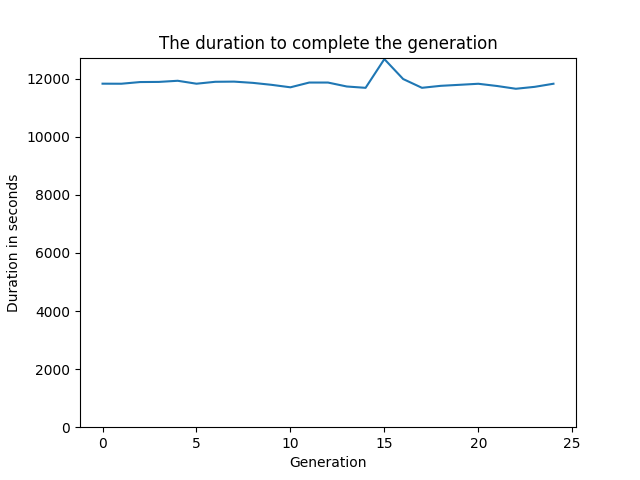 The duration to complete the generation
12000
10000
8000
6000
4000
2000
0
Duration in seconds
0 5 10 15 20 25
Generation